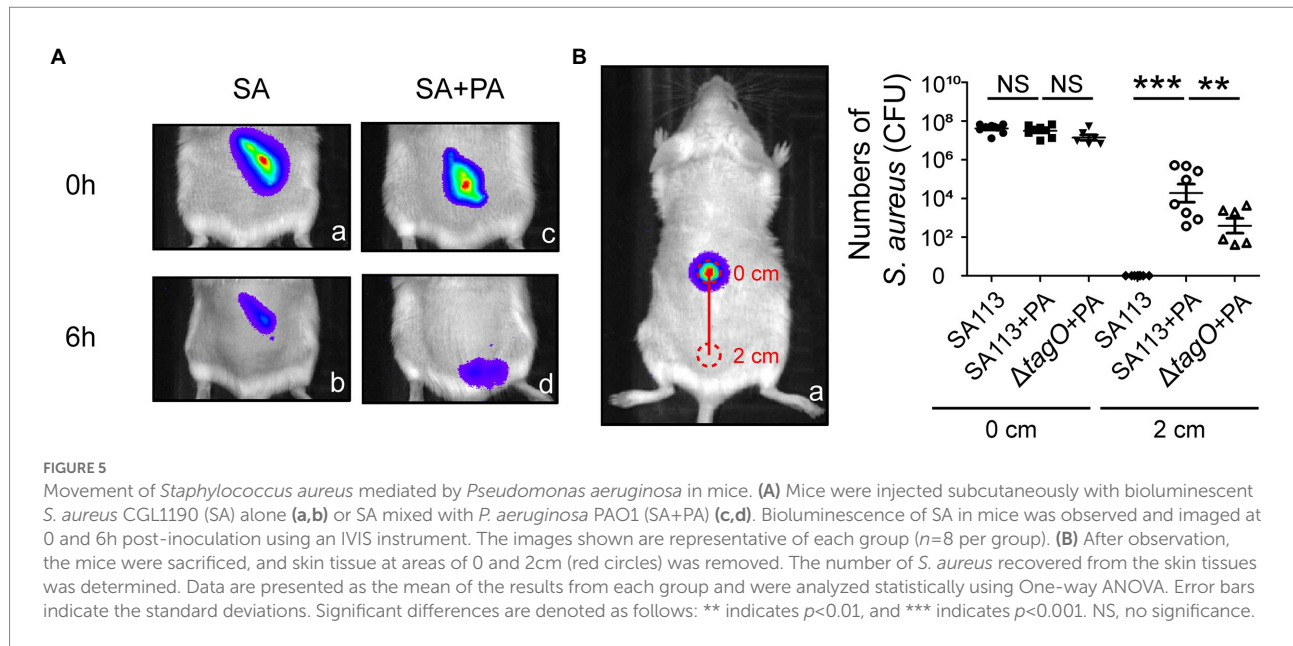 A
SA
SA+PA
0h
a
c
6h
b
d
B
0 cm
2 cm
a
Numbers of
S. aureus (CFU)
10¹⁰
10⁸
10⁶
10⁴
10²
0
NS
NS
***
**
SA113
SA113+PA
ΔtagO+PA
SA113
SA113+PA
ΔtagO+PA
0 cm
2 cm
FIGURE 5
Movement of Staphylococcus aureus mediated by Pseudomonas aeruginosa in mice. (A) Mice were injected subcutaneously with bioluminescent
S. aureus CGL1190 (SA) alone (a,b) or SA mixed with P. aeruginosa PAO1 (SA+PA) (c,d). Bioluminescence of SA in mice was observed and imaged at
0 and 6h post-inoculation using an IVIS instrument. The images shown are representative of each group (n=8 per group). (B) After observation,
the mice were sacrificed, and skin tissue at areas of 0 and 2cm (red circles) was removed. The number of S. aureus recovered from the skin tissues
was determined. Data are presented as the mean of the results from each group and were analyzed statistically using One-way ANOVA. Error bars
indicate the standard deviations. Significant differences are denoted as follows: ** indicates p<0.01, and *** indicates p<0.001. NS, no significance.